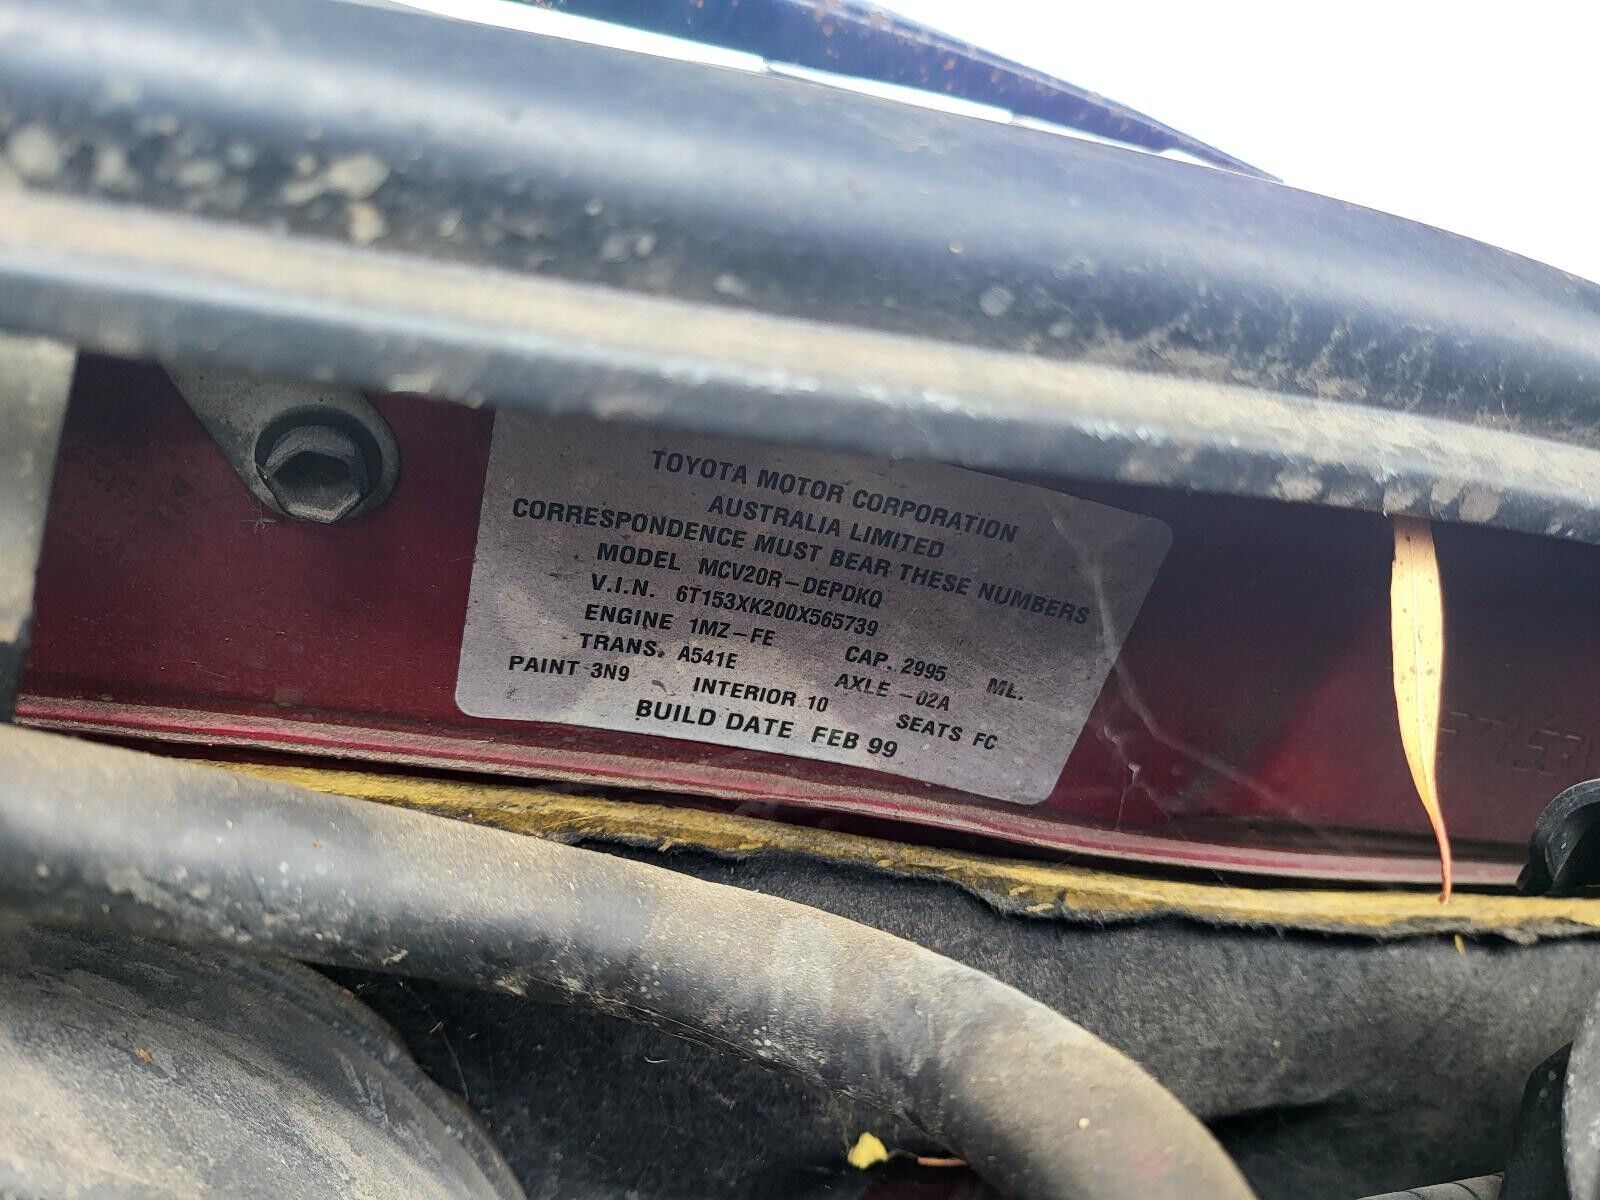 TOYOTA MOTOR CORPORATION
AUSTRALIA LIMITED
CORRESPONDENCE MUST BEAR THESE NUMBERS
MODEL MCV20R-DEPDKQ
V.I.N. 6T153XK200X565739
ENGINE 1MZ-FE CAP. 2995 ML.
TRANS. A541E AXLE -02A
PAINT 3N9 INTERIOR 10 SEATS FC
BUILD DATE FEB 99